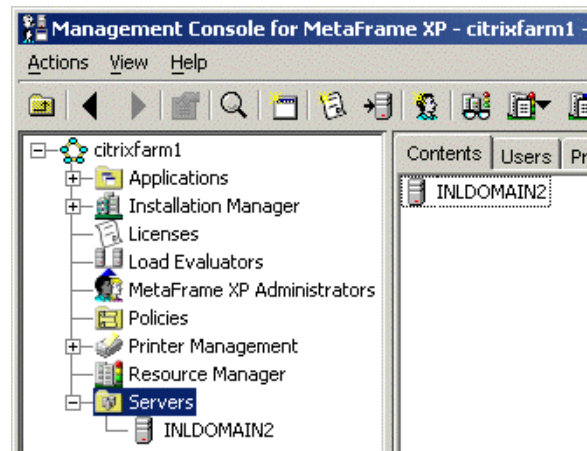 Management Console for MetaFrame XP - citrixfarm1 -
Actions View Help
citrixfarm1
Applications
Installation Manager
Licenses
Load Evaluators
MetaFrame XP Administrators
Policies
Printer Management
Resource Manager
Servers
INLDOMAIN2
Contents Users Pr
INLDOMAIN2